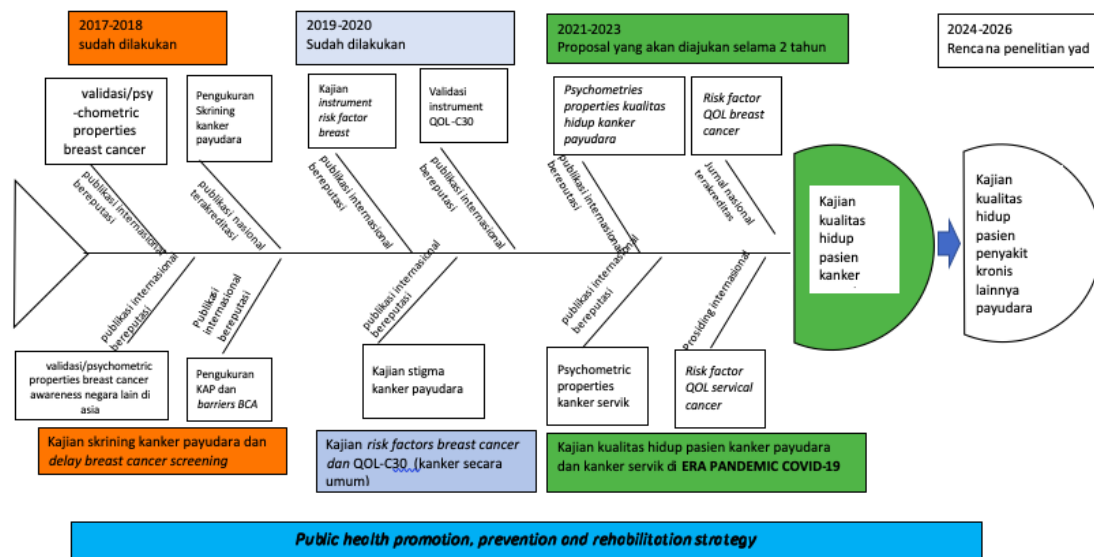 2017-2018
sudah dilakukan
2019-2020
Sudah dilakukan
2021-2023
Proposal yang akan diajukan selama 2 tahun
2024-2026
Rencana penelitian yad
validasi/psy
-chometric
properties
breast cancer
Pengukuran
Skrining
kanker
payudara
Kajian
instrument
risk factor
breast
Validasi
instrument
QOL-C30
Psychometries
properties kualitas
hidup kanker
payudara
Risk factor
QOL breast
cancer
publikasi internasional
bereputasi
publikasi nasional
terakreditasi
publikasi internasional
bereputasi
publikasi internasional
bereputasi
publikasi internasional
bereputasi
Jurnal nasional
terakreditas
Kajian
kualitas
hidup
pasien
kanker
Kajian
kualitas
hidup
pasien
penyakit
kronis
lainnya
payudara
publikasi internasional
bereputasi
Publikasi
internasional
bereputasi
publikasi internasional
bereputasi
publikasi internasional
bereputasi
Prosiding internasional
validasi/psychometric
properties breast cancer
awareness negara lain di
asia
Pengukuran
KAP dan
barriers BCA
Kajian stigma
kanker payudara
Psychometric
properties
kanker servik
Risk factor
QOL servical
cancer
Kajian skrining kanker payudara dan
delay breast cancer screening
Kajian risk factors breast cancer
dan QOL-C30 (kanker secara
umum)
Kajian kualitas hidup pasien kanker payudara
dan kanker servik di ERA PANDEMIC COVID-19
Public health promotion, prevention and rehabilitation strategy